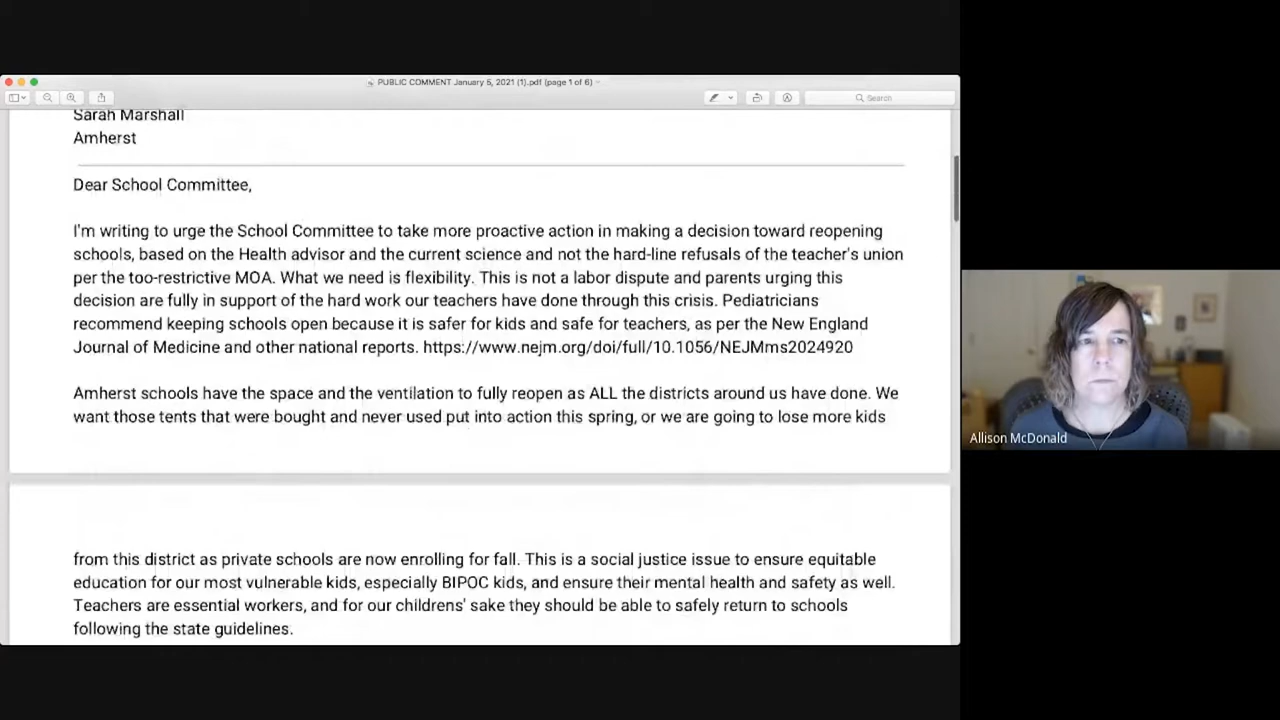 PUBLIC COMMENT January 5, 2021 (1).pdf (page 1 of 6)
Search
Sarah Marshall
Amherst
Dear School Committee,
I'm writing to urge the School Committee to take more proactive action in making a decision toward reopening
schools, based on the Health advisor and the current science and not the hard-line refusals of the teacher's union
per the too-restrictive MOA. What we need is flexibility. This is not a labor dispute and parents urging this
decision are fully in support of the hard work our teachers have done through this crisis. Pediatricians
recommend keeping schools open because it is safer for kids and safe for teachers, as per the New England
Journal of Medicine and other national reports. https://www.nejm.org/doi/full/10.1056/NEJMms2024920
Amherst schools have the space and the ventilation to fully reopen as ALL the districts around us have done. We
want those tents that were bought and never used put into action this spring, or we are going to lose more kids
from this district as private schools are now enrolling for fall. This is a social justice issue to ensure equitable
education for our most vulnerable kids, especially BIPOC kids, and ensure their mental health and safety as well.
Teachers are essential workers, and for our childrens' sake they should be able to safely return to schools
following the state guidelines.
Allison McDonald